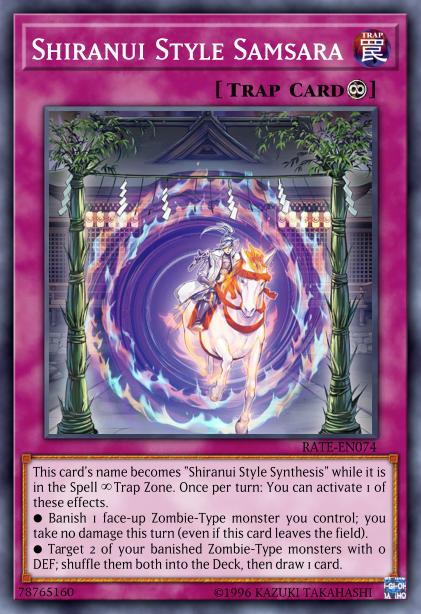 SHIRANUI STYLE SAMSARA
TRAP
罠
[TRAP CARD∞]
RATE-EN074
This card's name becomes "Shiranui Style Synthesis" while it is
in the Spell ∞ Trap Zone. Once per turn: You can activate 1 of
these effects.
● Banish 1 face-up Zombie-Type monster you control; you
take no damage this turn (even if this card leaves the field).
● Target 2 of your banished Zombie-Type monsters with 0
DEF; shuffle them both into the Deck, then draw 1 card.
78765160
©1996 KAZUKI TAKAHASHI